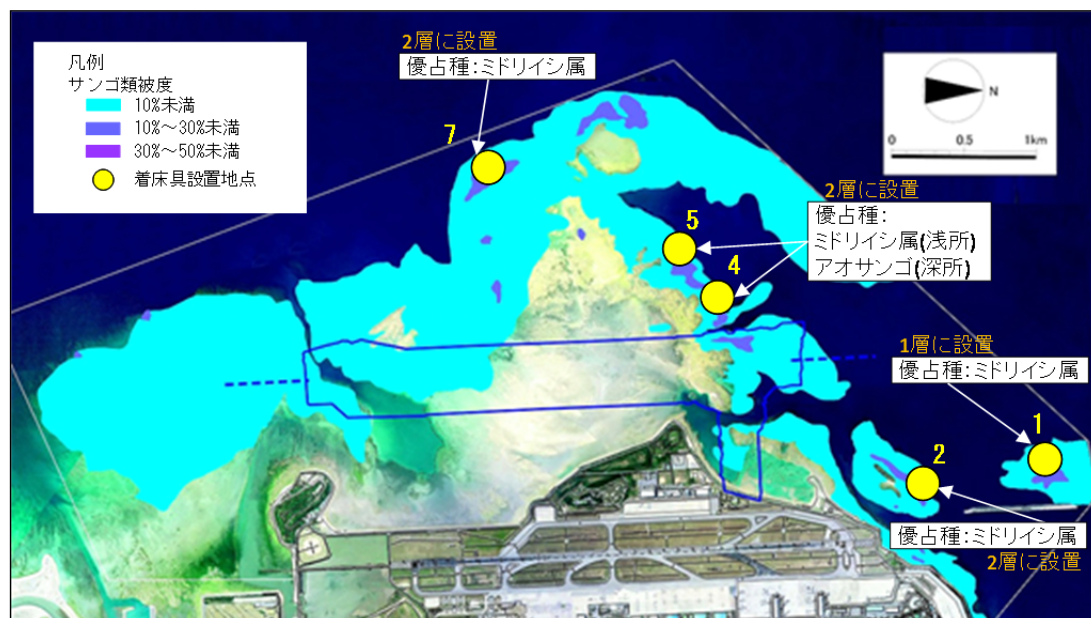 凡例
サンゴ類被度
10%未満
10%~30%未満
30%~50%未満
着床具設置地点
2層に設置
優占種:ミドリイシ属
7
N
0 0.5 1km
2層に設置
優占種:
ミドリイシ属(浅所)
アオサンゴ(深所)
5
4
1層に設置
優占種:ミドリイシ属
1
2
優占種:ミドリイシ属
2層に設置